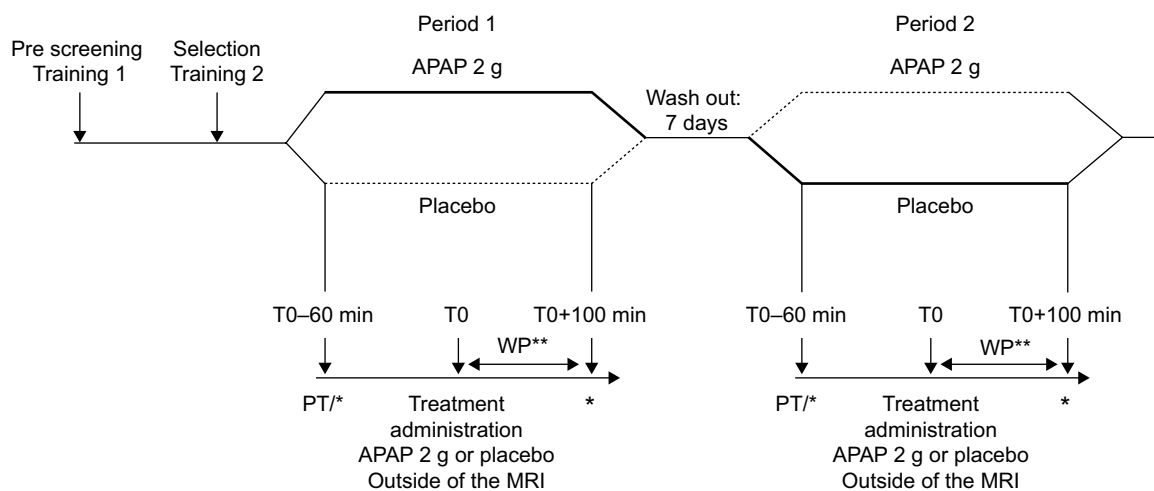 Period 1
Period 2
Pre screening
Training 1
Selection
Training 2
APAP 2 g
APAP 2 g
Wash out:
7 days
Placebo
Placebo
T0–60 min
T0
T0+100 min
T0–60 min
T0
T0+100 min
WP**
WP**
PT/*
Treatment
administration
APAP 2 g or placebo
Outside of the MRI
*
PT/*
Treatment
administration
APAP 2 g or placebo
Outside of the MRI
*